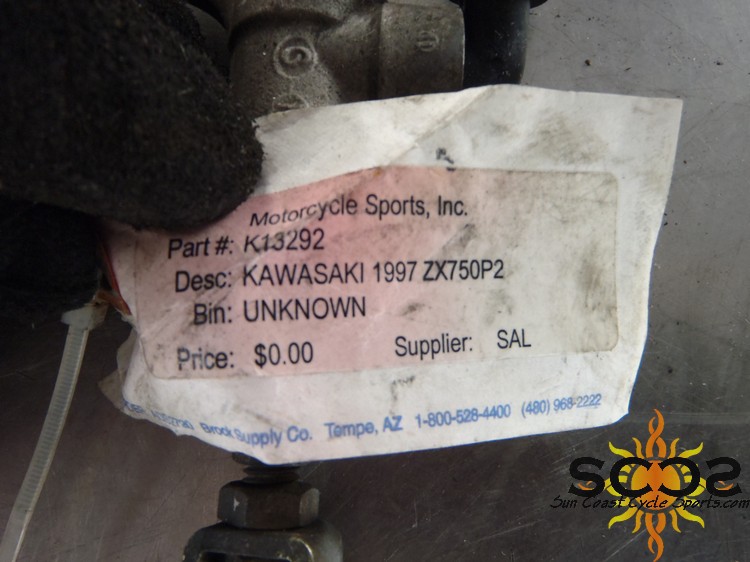 Motorcycle Sports, Inc.
Part #: K13292
Desc: KAWASAKI 1997 ZX750P2
Bin: UNKNOWN
Price: $0.00 Supplier: SAL
Brock Supply Co. Tempe, AZ 1-800-528-4400 (480) 968-2222
SCCS
Sun Coast Cycle Sports.com